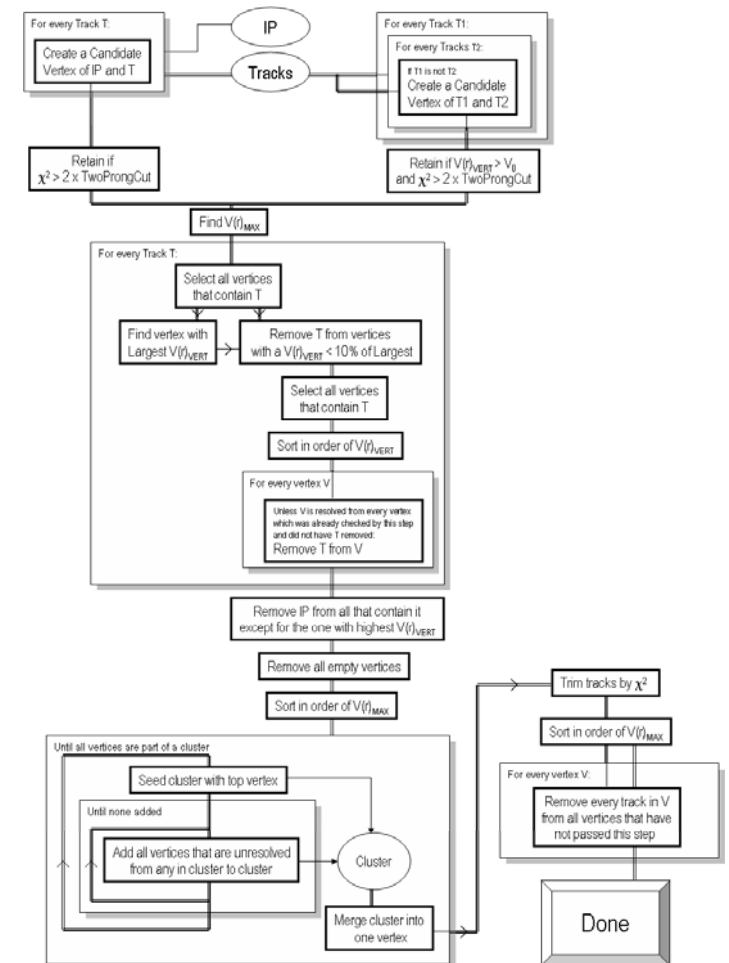 For every Track T:
Create a Candidate
Vertex of IP and T
IP
Tracks
For every Track T1:
For every Tracks T2:
If T1 is not T2:
Create a Candidate
Vertex of T1 and T2
Retain if
χ² > 2 x TwoProngCut
Retain if V(r)VERT > V0
and χ² > 2 x TwoProngCut
Find V(r)MAX
For every Track T:
Select all vertices
that contain T
Find vertex with
Largest V(r)VERT
Remove T from vertices
with a V(r)VERT < 10% of Largest
Select all vertices
that contain T
Sort in order of V(r)VERT
For every vertex V
Unless V is resolved from every vertex
which was already checked by this step
and did not have T removed:
Remove T from V
Remove IP from all that contain it
except for the one with highest V(r)VERT
Remove all empty vertices
Sort in order of V(r)MAX
Until all vertices are part of a cluster
Seed cluster with top vertex
Until none added
Add all vertices that are unresolved
from any in cluster to cluster
Cluster
Merge cluster into
one vertex
Trim tracks by χ²
Sort in order of V(r)MAX
For every vertex V:
Remove every track in V
from all vertices that have
not passed this step
Done